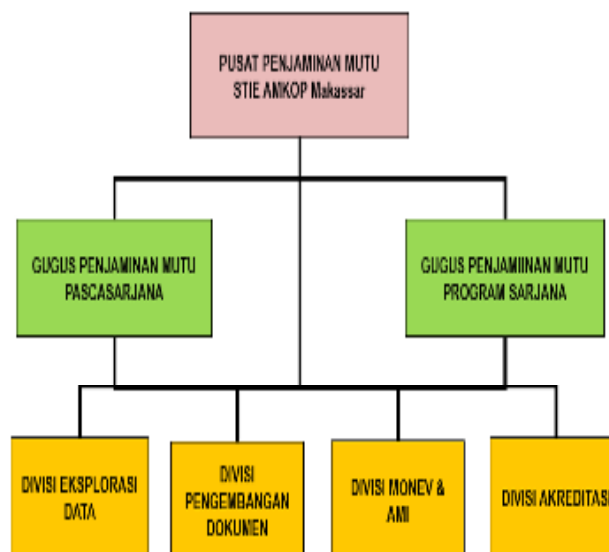 PUSAT PENJAMINAN MUTU
STIE AMKOP Makassar
GUGUS PENJAMINAN MUTU
PASCASARJANA
GUGUS PENJAMIINAN MUTU
PROGRAM SARJANA
DIVISI EKSPLORASI
DATA
DIVISI
PENGEMBANGAN
DOKUMEN
DIVISI MONEV &
AMI
DIVISI AKREDITASI